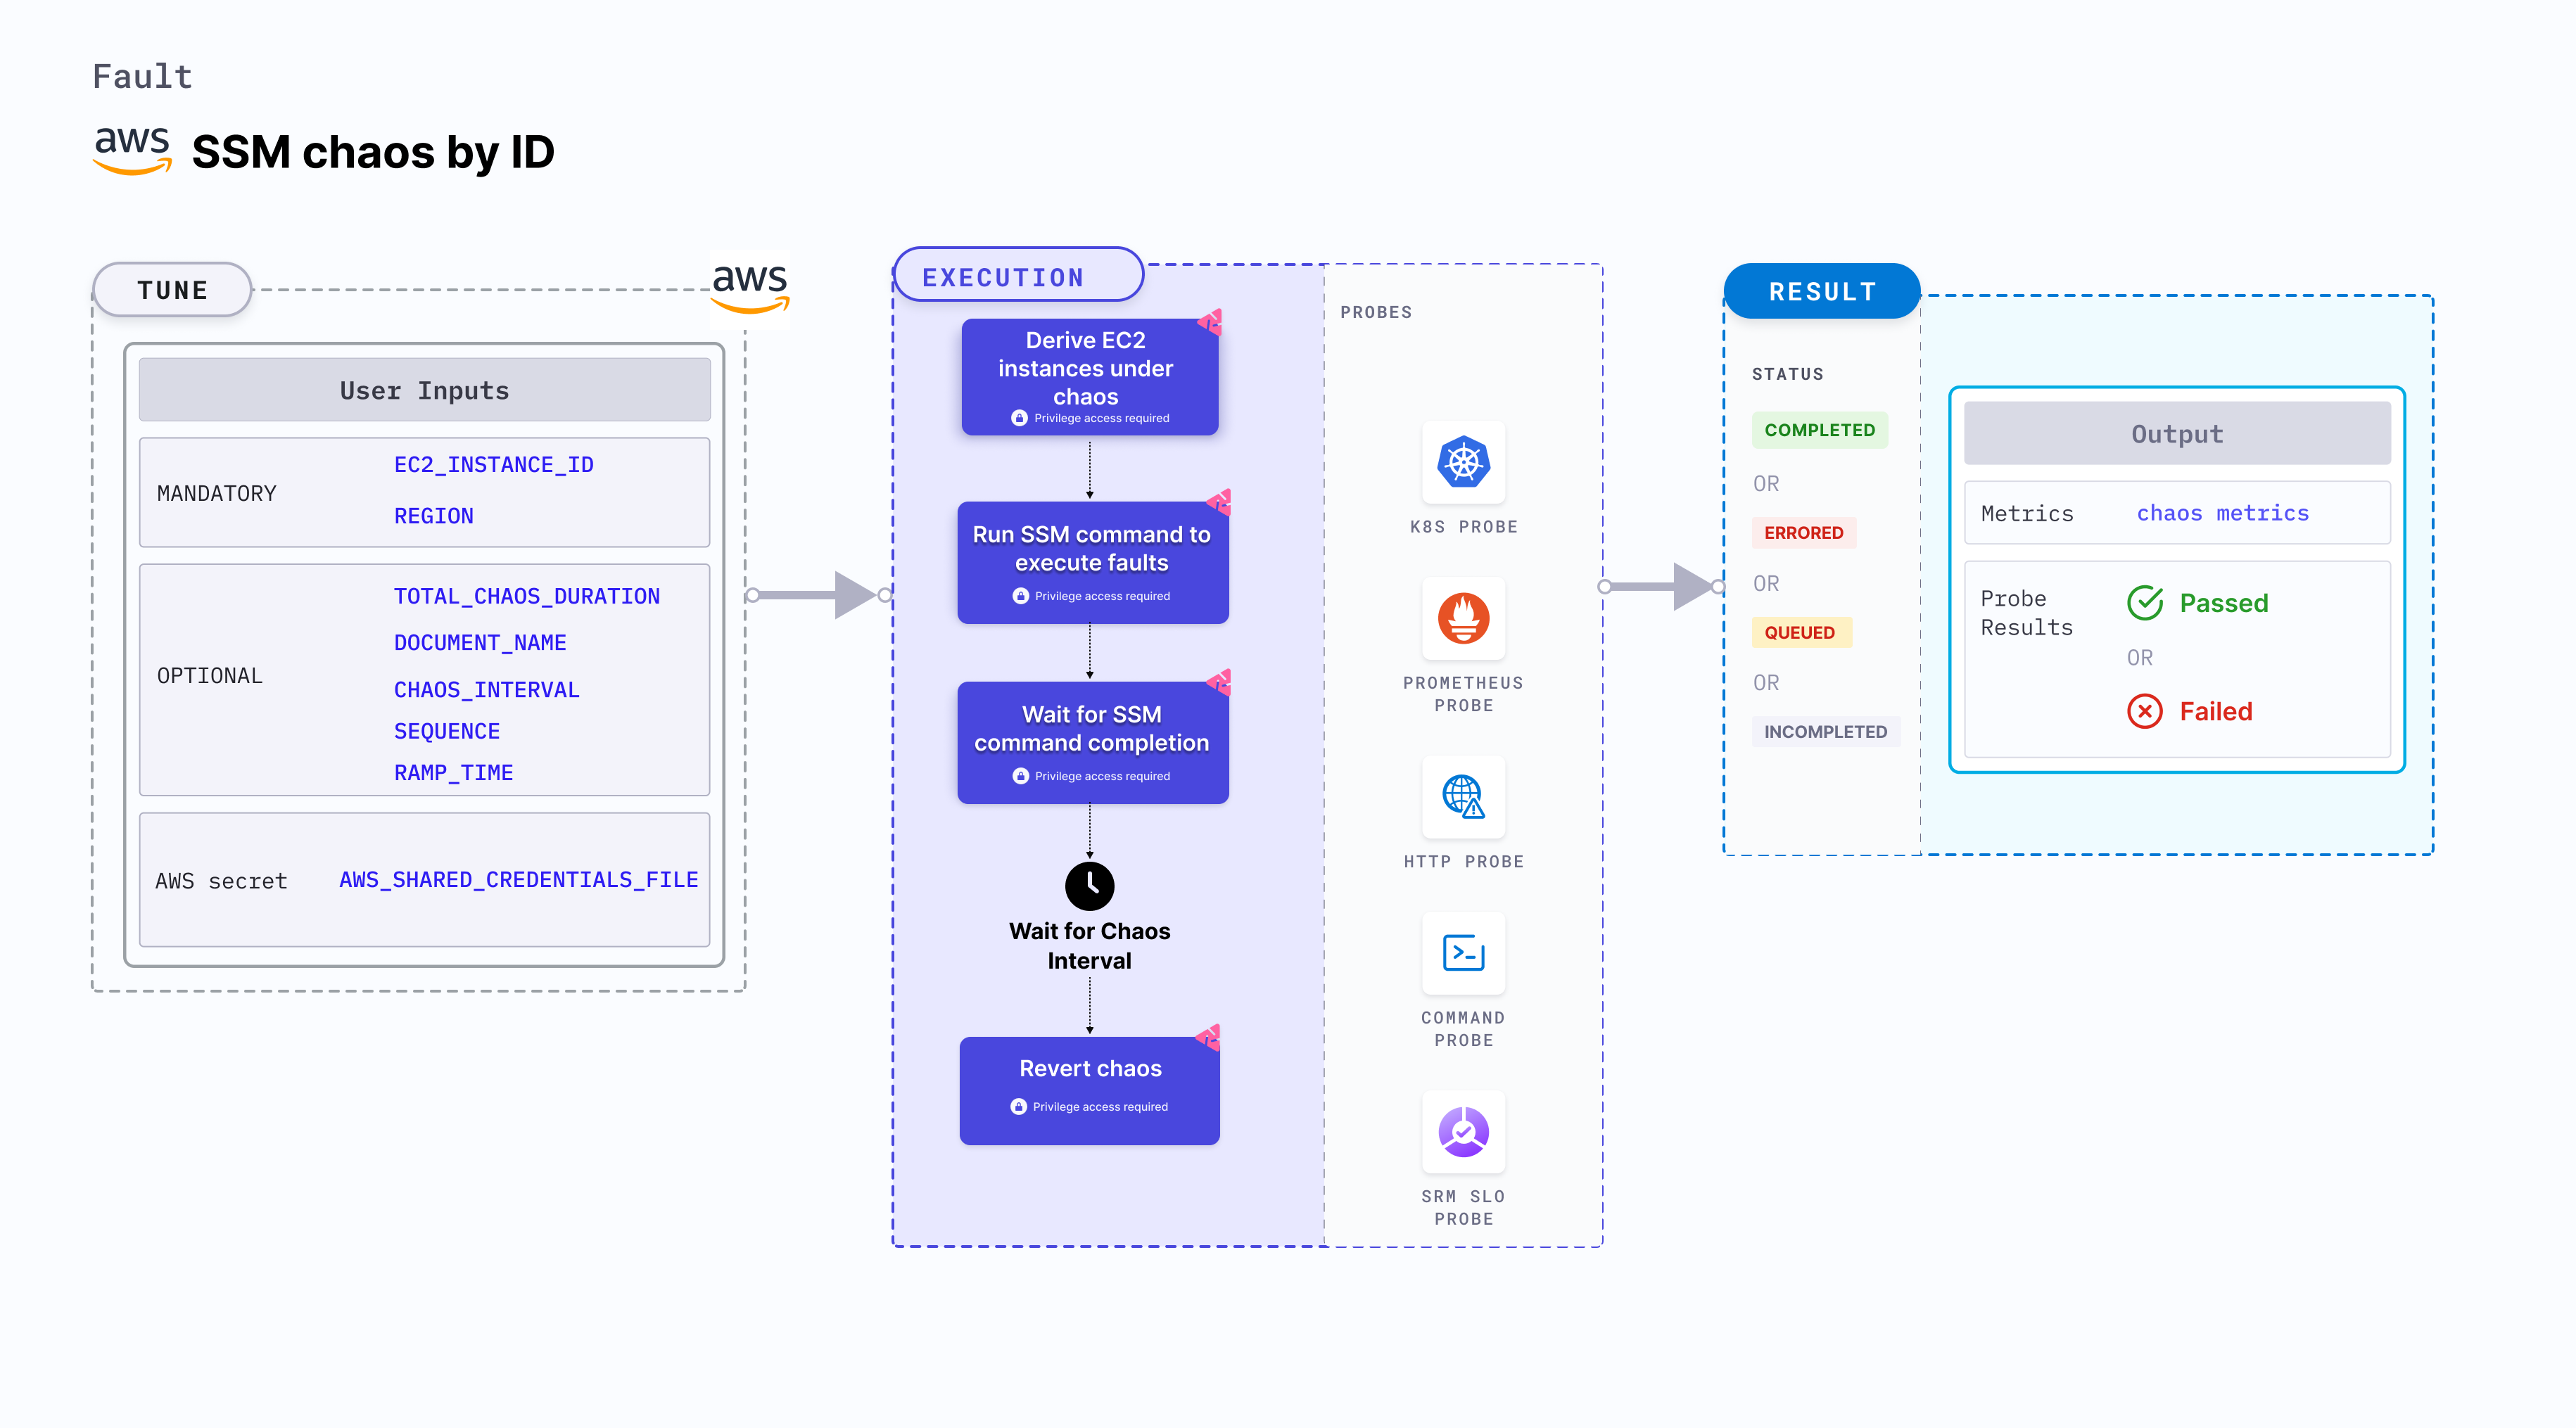 Fault
aws SSM chaos by ID
TUNE
aws
User Inputs
MANDATORY
EC2_INSTANCE_ID
REGION
OPTIONAL
TOTAL_CHAOS_DURATION
DOCUMENT_NAME
CHAOS_INTERVAL
SEQUENCE
RAMP_TIME
AWS secret
AWS_SHARED_CREDENTIALS_FILE
EXECUTION
Derive EC2
instances under
chaos
Privilege access required
Run SSM command to
execute faults
Privilege access required
Wait for SSM
command completion
Privilege access required
Wait for Chaos
Interval
Revert chaos
Privilege access required
PROBES
K8S PROBE
PROMETHEUS
PROBE
HTTP PROBE
COMMAND
PROBE
SRM SLO
PROBE
RESULT
STATUS
COMPLETED
OR
ERRORED
OR
QUEUED
OR
INCOMPLETED
Output
Metrics
chaos metrics
Probe
Results
Passed
OR
Failed